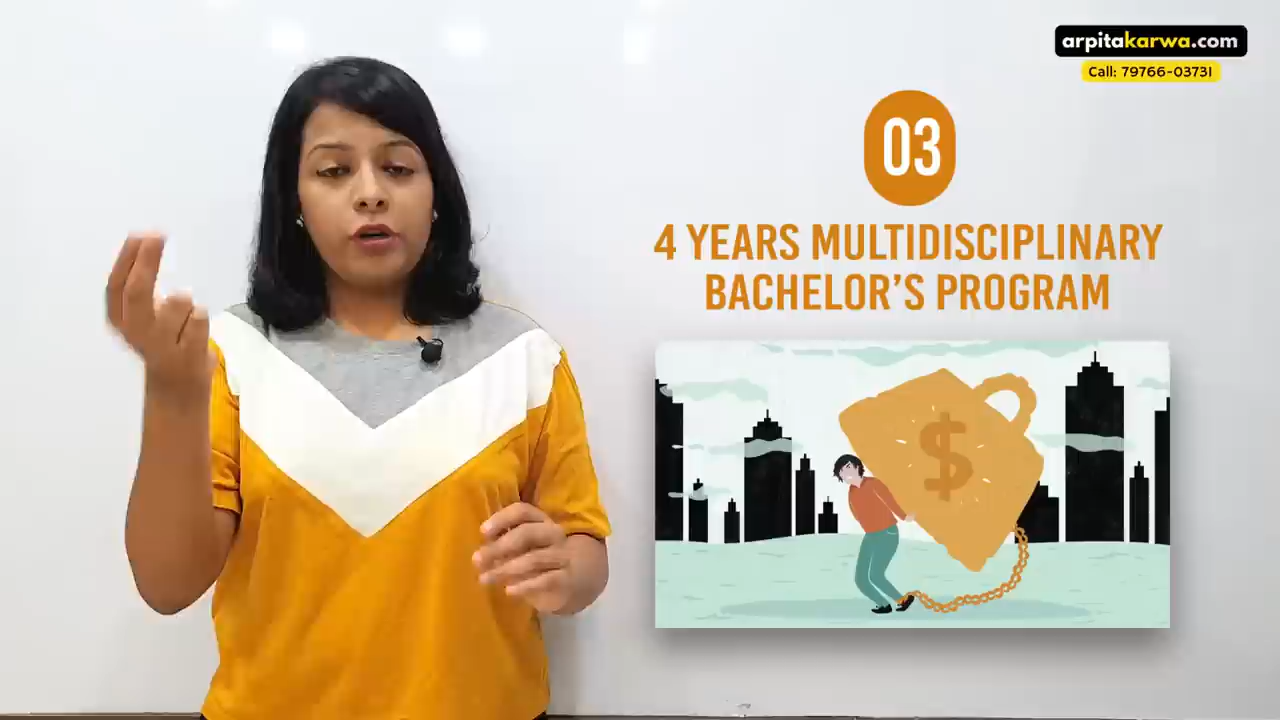 arpitakarwa.com
Call: 79766-03731
03
4 YEARS MULTIDISCIPLINARY
BACHELOR'S PROGRAM
$